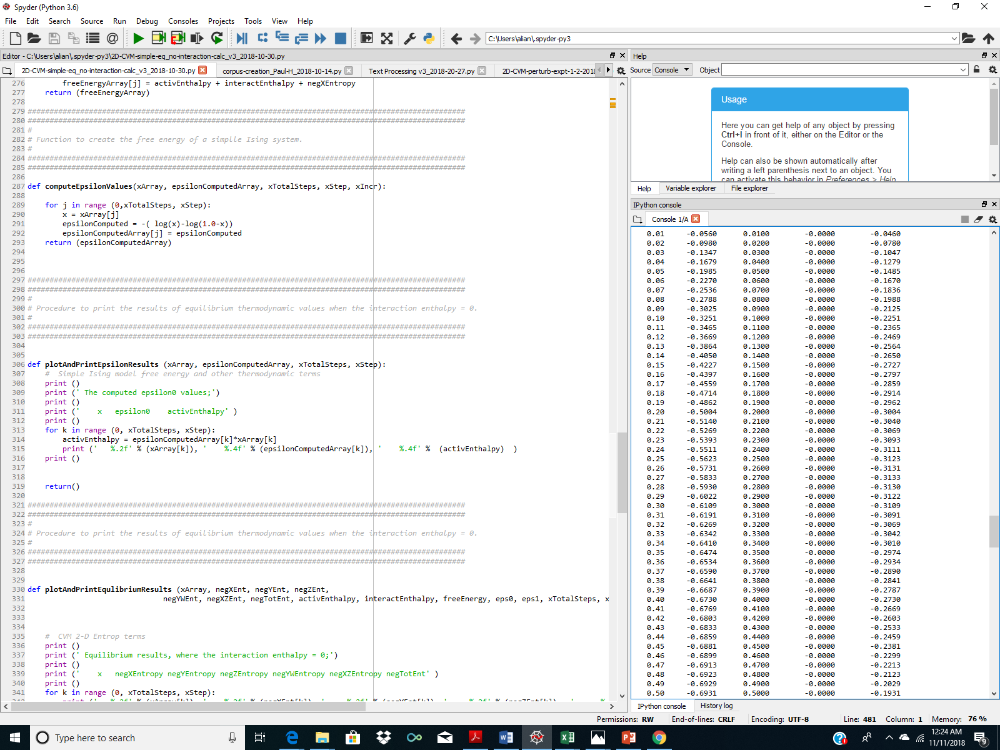 Spyder (Python 3.6)
File Edit Search Source Run Debug Consoles Projects Tools View Help
C:\Users\alian\.spyder-py3
Editor - C:\Users\alian\.spyder-py3\2D-CVM-simple-eq_no-interaction-calc_v3_2018-10-30.py
2D-CVM-simple-eq_no-interaction-calc_v3_2018-10-30.py corpus-creation_Paul-H_2018-10-14.py Text Processing v3_2018-20-27.py 2D-CVM-perturb-expt-1-2-2018
276 freeEnergyArray[j] = activEnthalpy + interactEnthalpy + negXEntropy
277 return (freeEnergyArray)
278
279 ####################################################################################################
280 ####################################################################################################
281 #
282 # Function to create the free energy of a simplle Ising system.
283 #
284 ####################################################################################################
285 ####################################################################################################
286
287 def computeEpsilonValues(xArray, epsilonComputedArray, xTotalSteps, xStep, xIncr):
288
289 for j in range (0,xTotalSteps, xStep):
290 x = xArray[j]
291 epsilonComputed = -( log(x)-log(1.0-x))
292 epsilonComputedArray[j] = epsilonComputed
293 return (epsilonComputedArray)
294
295
296
297 ####################################################################################################
298 ####################################################################################################
299 #
300 # Procedure to print the results of equilibrium thermodynamic values when the interaction enthalpy = 0.
301 #
302 ####################################################################################################
303 ####################################################################################################
304
305
306 def plotAndPrintEpsilonResults (xArray, epsilonComputedArray, xTotalSteps, xStep):
307 # Simple Ising model free energy and other thermodynamic terms
308 print ()
309 print (' The computed epsilon0 values;')
310 print ()
311 print (' x epsilon0 activEnthalpy' )
312 print ()
313 for k in range (0, xTotalSteps, xStep):
314 activEnthalpy = epsilonComputedArray[k]*xArray[k]
315 print (' %.2f' % (xArray[k]), ' %.4f' % (epsilonComputedArray[k]), ' %.4f' % (activEnthalpy) )
316 print ()
317
318
319 return()
320
321 ####################################################################################################
322 ####################################################################################################
323 #
324 # Procedure to print the results of equilibrium thermodynamic values when the interaction enthalpy = 0.
325 #
326 ####################################################################################################
327 ####################################################################################################
328
329
330 def plotAndPrintEqulibriumResults (xArray, negXEnt, negYEnt, negZEnt,
331 negYWEnt, negXZEnt, negTotEnt, activEnthalpy, interactEnthalpy, freeEnergy, eps0, eps1, xTotalSteps, x
332
333
334
335 # CVM 2-D Entrop terms
336 print ()
337 print (' Equilibrium results, where the interaction enthalpy = 0;')
338 print ()
339 print (' x negXEntropy negYEntropy negZEntropy negYWEntropy negXZEntropy negTotEnt' )
340 print ()
341 for k in range (0, xTotalSteps, xStep):
Help
Source Console Object
Usage
Here you can get help of any object by pressing
Ctrl+I in front of it, either on the Editor or the
Console.
Help can also be shown automatically after
writing a left parenthesis next to an object. You
can activate this behavior in Preferences > Help.
Help Variable explorer File explorer
IPython console
Console 1/A
0.01 -0.0560 0.0100 -0.0000 -0.0460
0.02 -0.0980 0.0200 -0.0000 -0.0780
0.03 -0.1347 0.0300 -0.0000 -0.1047
0.04 -0.1679 0.0400 -0.0000 -0.1279
0.05 -0.1985 0.0500 -0.0000 -0.1485
0.06 -0.2270 0.0600 -0.0000 -0.1670
0.07 -0.2536 0.0700 -0.0000 -0.1836
0.08 -0.2788 0.0800 -0.0000 -0.1988
0.09 -0.3025 0.0900 -0.0000 -0.2125
0.10 -0.3251 0.1000 -0.0000 -0.2251
0.11 -0.3465 0.1100 -0.0000 -0.2365
0.12 -0.3669 0.1200 -0.0000 -0.2469
0.13 -0.3864 0.1300 -0.0000 -0.2564
0.14 -0.4050 0.1400 -0.0000 -0.2650
0.15 -0.4227 0.1500 -0.0000 -0.2727
0.16 -0.4397 0.1600 -0.0000 -0.2797
0.17 -0.4559 0.1700 -0.0000 -0.2859
0.18 -0.4714 0.1800 -0.0000 -0.2914
0.19 -0.4862 0.1900 -0.0000 -0.2962
0.20 -0.5004 0.2000 -0.0000 -0.3004
0.21 -0.5140 0.2100 -0.0000 -0.3040
0.22 -0.5269 0.2200 -0.0000 -0.3069
0.23 -0.5393 0.2300 -0.0000 -0.3093
0.24 -0.5511 0.2400 -0.0000 -0.3111
0.25 -0.5623 0.2500 -0.0000 -0.3123
0.26 -0.5731 0.2600 -0.0000 -0.3131
0.27 -0.5833 0.2700 -0.0000 -0.3133
0.28 -0.5930 0.2800 -0.0000 -0.3130
0.29 -0.6022 0.2900 -0.0000 -0.3122
0.30 -0.6109 0.3000 -0.0000 -0.3109
0.31 -0.6191 0.3100 -0.0000 -0.3091
0.32 -0.6269 0.3200 -0.0000 -0.3069
0.33 -0.6342 0.3300 -0.0000 -0.3042
0.34 -0.6410 0.3400 -0.0000 -0.3010
0.35 -0.6474 0.3500 -0.0000 -0.2974
0.36 -0.6534 0.3600 -0.0000 -0.2934
0.37 -0.6590 0.3700 -0.0000 -0.2890
0.38 -0.6641 0.3800 -0.0000 -0.2841
0.39 -0.6687 0.3900 -0.0000 -0.2787
0.40 -0.6730 0.4000 -0.0000 -0.2730
0.41 -0.6769 0.4100 -0.0000 -0.2669
0.42 -0.6803 0.4200 -0.0000 -0.2603
0.43 -0.6833 0.4300 -0.0000 -0.2533
0.44 -0.6859 0.4400 -0.0000 -0.2459
0.45 -0.6881 0.4500 -0.0000 -0.2381
0.46 -0.6899 0.4600 -0.0000 -0.2299
0.47 -0.6913 0.4700 -0.0000 -0.2213
0.48 -0.6923 0.4800 -0.0000 -0.2123
0.49 -0.6929 0.4900 -0.0000 -0.2029
0.50 -0.6931 0.5000 -0.0000 -0.1931
IPython console History log
Permissions: RW End-of-lines: CRLF Encoding: UTF-8 Line: 481 Column: 1 Memory: 76 %
Type here to search
12:24 AM
11/11/2018
9